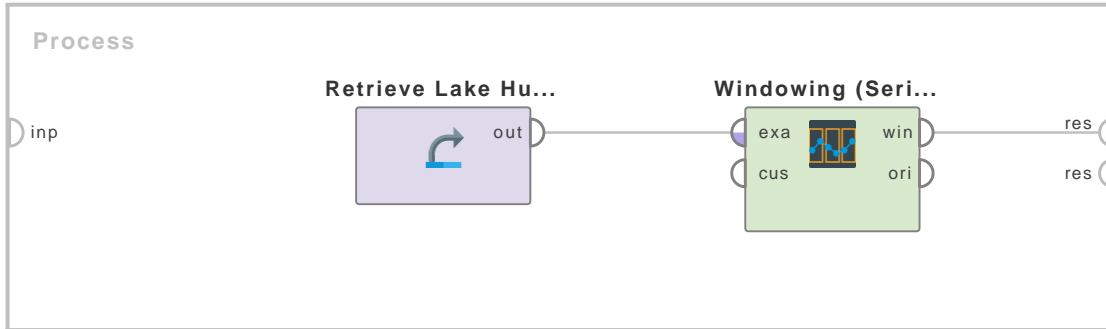 Process
Retrieve Lake Hu...
Windowing (Seri...
inp
out
exa
win
res
cus
ori
res